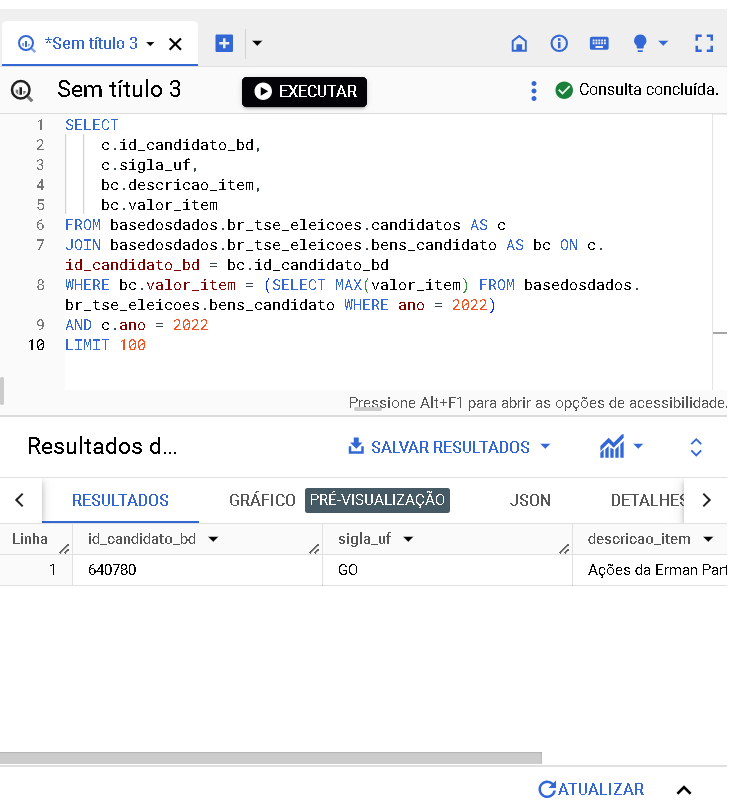 *Sem título 3
Sem título 3
EXECUTAR
Consulta concluída.
1 SELECT
2 c.id_candidato_bd,
3 c.sigla_uf,
4 bc.descricao_item,
5 bc.valor_item
6 FROM basedosdados.br_tse_eleicoes.candidatos AS c
7 JOIN basedosdados.br_tse_eleicoes.bens_candidato AS bc ON c.
id_candidato_bd = bc.id_candidato_bd
8 WHERE bc.valor_item = (SELECT MAX(valor_item) FROM basedosdados.
br_tse_eleicoes.bens_candidato WHERE ano = 2022)
9 AND c.ano = 2022
10 LIMIT 100
Pressione Alt+F1 para abrir as opções de acessibilidade.
Resultados d...
SALVAR RESULTADOS
RESULTADOS GRÁFICO PRÉ-VISUALIZAÇÃO JSON DETALHES
Linha id_candidato_bd sigla_uf descricao_item
1 640780 GO Ações da Erman Part
ATUALIZAR